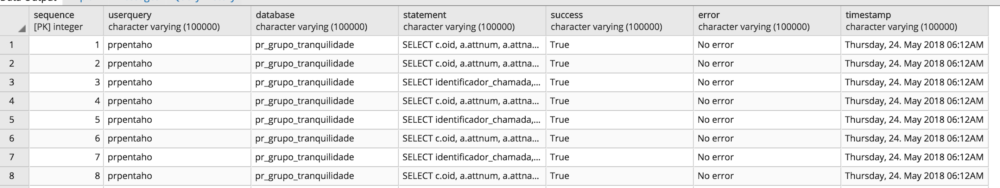 Data Output
sequence userquery database statement success error timestamp
[PK] integer character varying (100000) character varying (100000) character varying (100000) character varying (100000) character varying (100000) character varying (100000)
1 1 prpentaho pr_grupo_tranquilidade SELECT c.oid, a.attnum, a.attna... True No error Thursday, 24. May 2018 06:12AM
2 2 prpentaho pr_grupo_tranquilidade SELECT c.oid, a.attnum, a.attna... True No error Thursday, 24. May 2018 06:12AM
3 3 prpentaho pr_grupo_tranquilidade SELECT identificador_chamada,... True No error Thursday, 24. May 2018 06:12AM
4 4 prpentaho pr_grupo_tranquilidade SELECT c.oid, a.attnum, a.attna... True No error Thursday, 24. May 2018 06:12AM
5 5 prpentaho pr_grupo_tranquilidade SELECT identificador_chamada,... True No error Thursday, 24. May 2018 06:12AM
6 6 prpentaho pr_grupo_tranquilidade SELECT c.oid, a.attnum, a.attna... True No error Thursday, 24. May 2018 06:12AM
7 7 prpentaho pr_grupo_tranquilidade SELECT identificador_chamada,... True No error Thursday, 24. May 2018 06:12AM
8 8 prpentaho pr_grupo_tranquilidade SELECT c.oid, a.attnum, a.attna... True No error Thursday, 24. May 2018 06:12AM